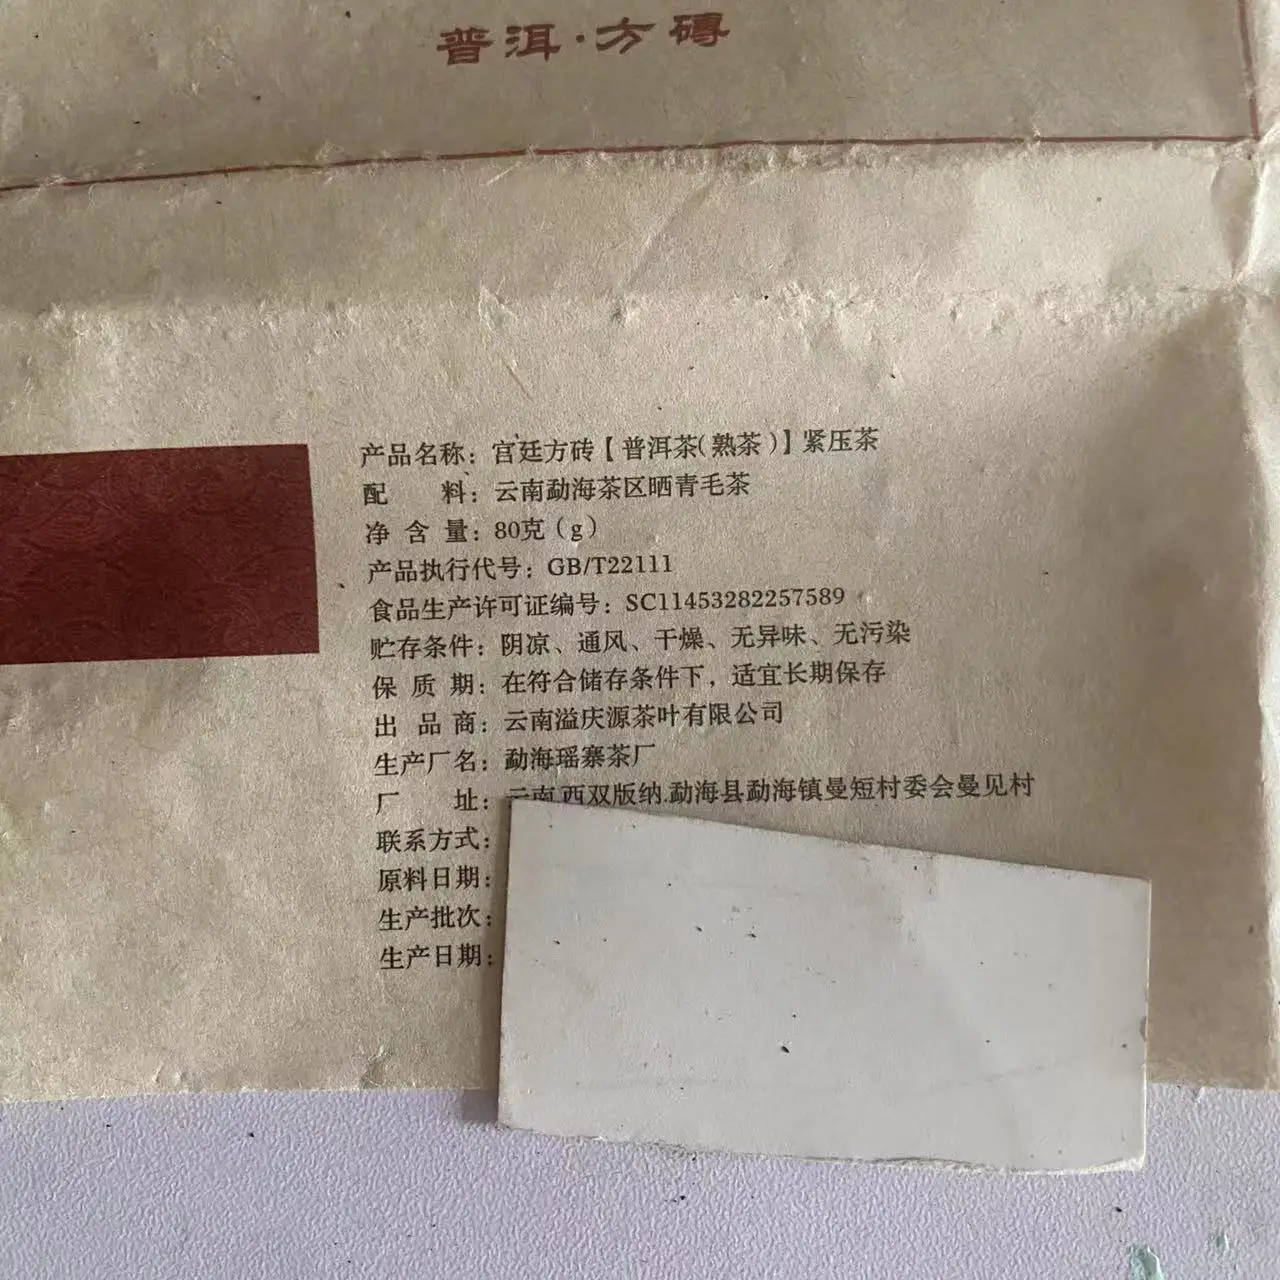 普洱·方磚
产品名称：宫廷方砖【普洱茶（熟茶）】紧压茶
配 料：云南勐海茶区晒青毛茶
净含量：80克（g）
产品执行代号：GB/T22111
食品生产许可证编号：SC11453282257589
贮存条件：阴凉、通风、干燥、无异味、无污染
保质期：在符合储存条件下，适宜长期保存
出品商：云南溢庆源茶叶有限公司
生产厂名：勐海瑶寨茶厂
厂 址：云南.西双版纳.勐海县勐海镇曼短村委会曼见村
联系方式：
原料日期：
生产批次：
生产日期：